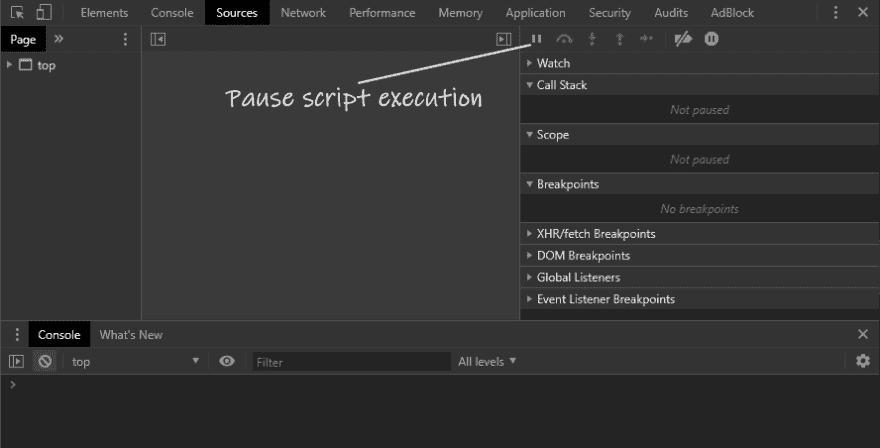 Elements Console Sources Network Performance Memory Application Security Audits AdBlock
Page
top
Pause script execution
Watch
Call Stack
Not paused
Scope
Not paused
Breakpoints
No breakpoints
XHR/fetch Breakpoints
DOM Breakpoints
Global Listeners
Event Listener Breakpoints
Console What's New
top Filter All levels